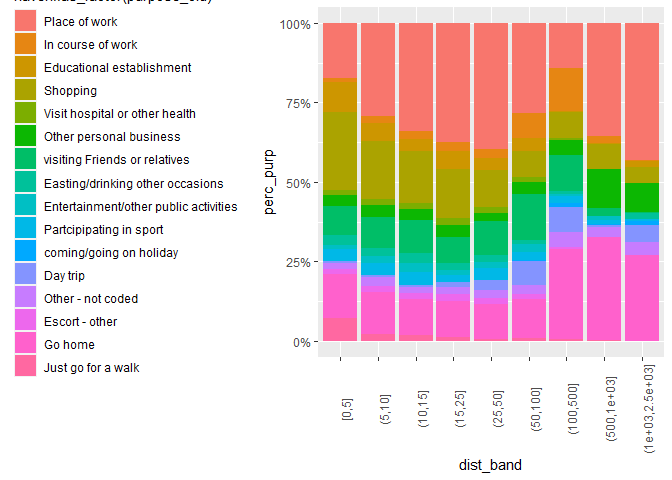 Place of work
In course of work
Educational establishment
Shopping
Visit hospital or other health
Other personal business
visiting Friends or relatives
Easting/drinking other occasions
Entertainment/other public activities
Partcipating in sport
coming/going on holiday
Day trip
Other - not coded
Escort - other
Go home
Just go for a walk
perc_purp
100%
75%
50%
25%
0%
[0,5]
(5,10]
(10,15]
(15,25]
(25,50]
(50,100]
(100,500]
(500,1e+03]
(1e+03,2.5e+03]
dist_band